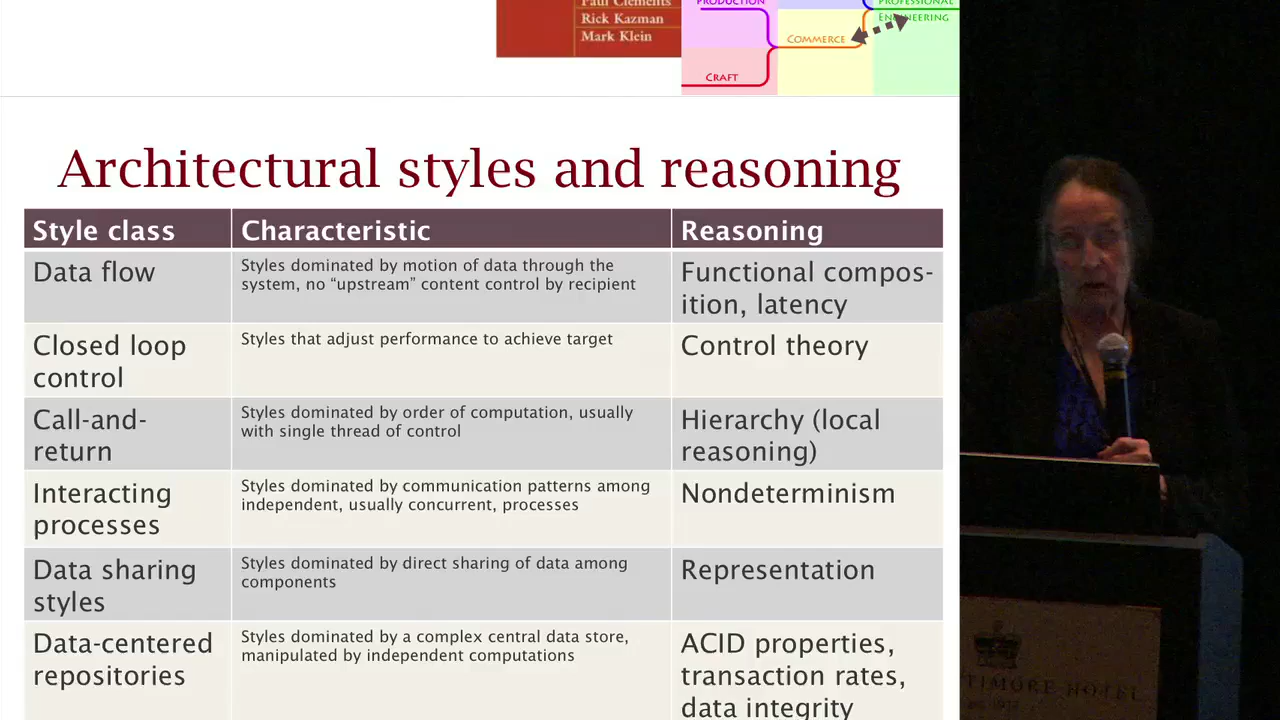 Paul Clements
Rick Kazman
Mark Klein
PRODUCTION
PROFESSIONAL
ENGINEERING
COMMERCE
CRAFT
Architectural styles and reasoning
Style class
Characteristic
Reasoning
Data flow
Styles dominated by motion of data through the
system, no “upstream” content control by recipient
Functional compos-
ition, latency
Closed loop
control
Styles that adjust performance to achieve target
Control theory
Call-and-
return
Styles dominated by order of computation, usually
with single thread of control
Hierarchy (local
reasoning)
Interacting
processes
Styles dominated by communication patterns among
independent, usually concurrent, processes
Nondeterminism
Data sharing
styles
Styles dominated by direct sharing of data among
components
Representation
Data-centered
repositories
Styles dominated by a complex central data store,
manipulated by independent computations
ACID properties,
transaction rates,
data integrity
TIMORE HOTEL